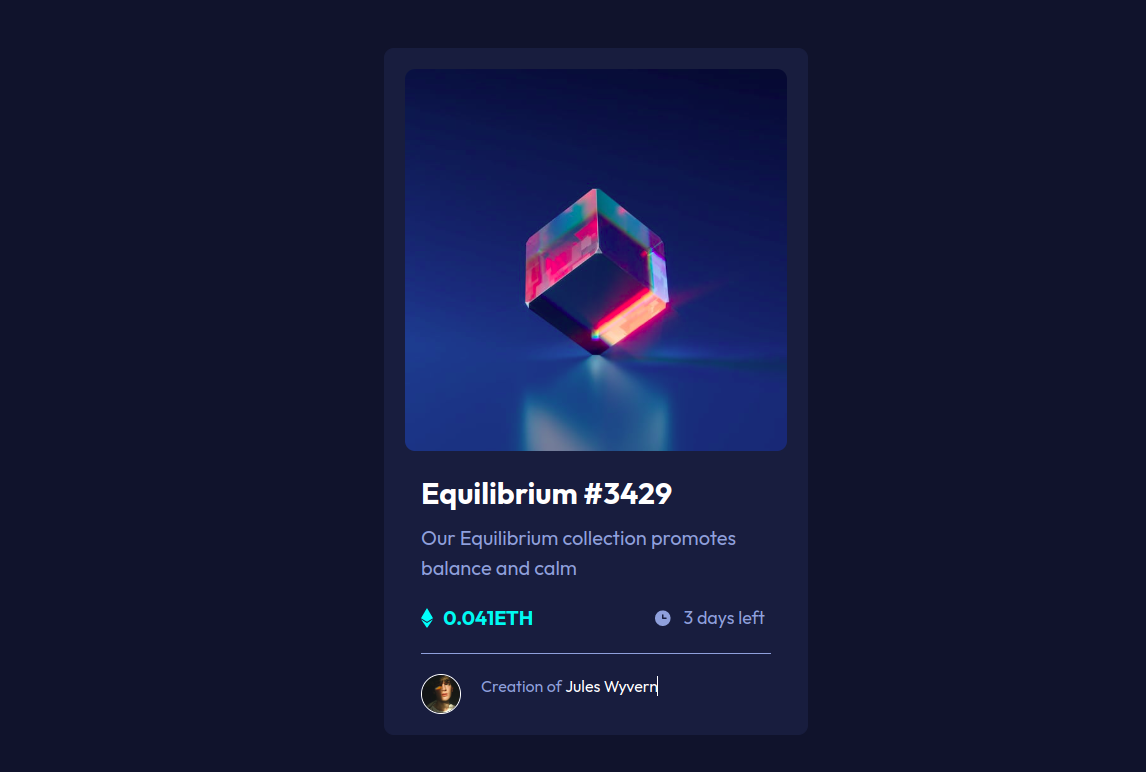 Equilibrium #3429
Our Equilibrium collection promotes
balance and calm
0.041ETH 3 days left
Creation of Jules Wyvern